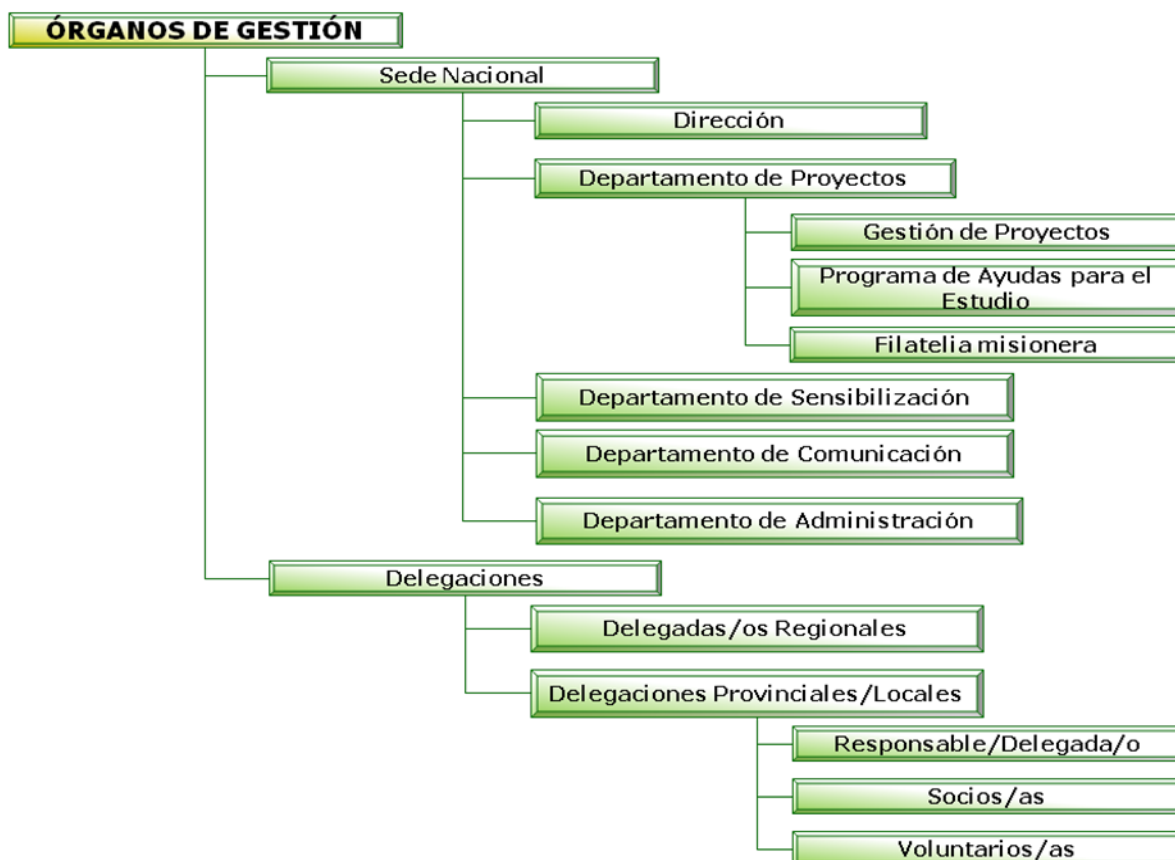 ÓRGANOS DE GESTIÓN
Sede Nacional
Dirección
Departamento de Proyectos
Gestión de Proyectos
Programa de Ayudas para el
Estudio
Filatelia misionera
Departamento de Sensibilización
Departamento de Comunicación
Departamento de Administración
Delegaciones
Delegadas/os Regionales
Delegaciones Provinciales/Locales
Responsable/Delegada/o
Socios/as
Voluntarios/as